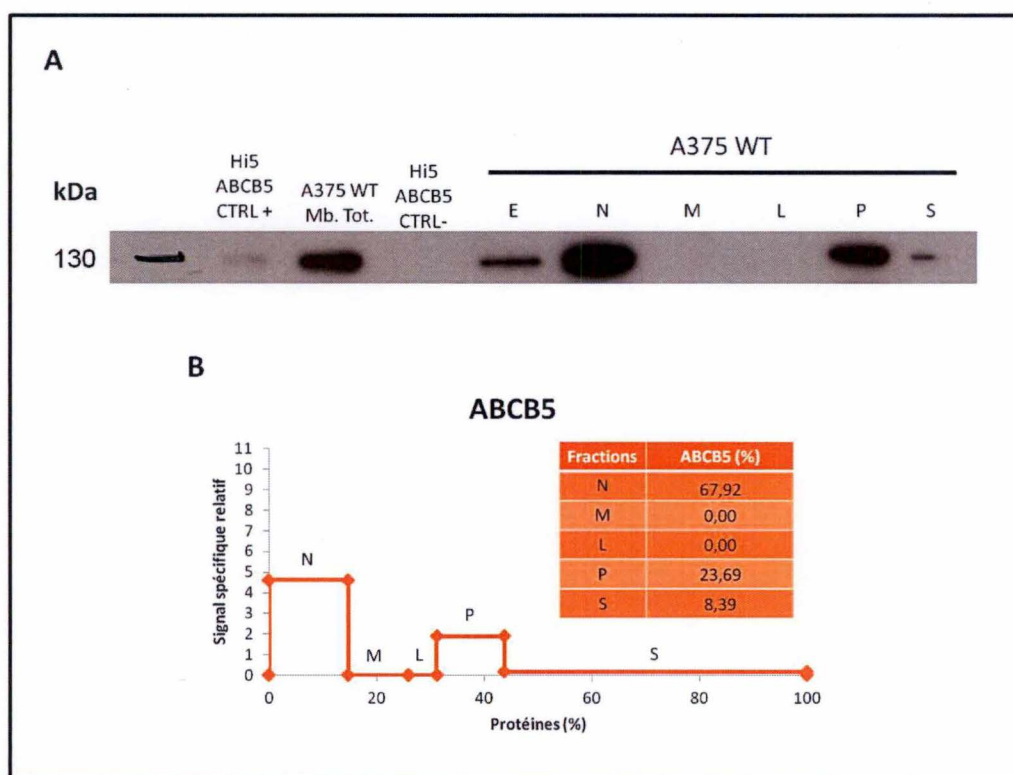 A
A375 WT
Hi5
ABCB5
CTRL +
A375 WT
Mb. Tot.
Hi5
ABCB5
CTRL-
E N M L P S
kDa
130
B
ABCB5
Signal spécifique relatif
11
10
9
8
7
6
5
4
3
2
1
0
N
M
L
P
S
0 20 40 60 80 100
Protéines (%)
Fractions ABCB5 (%)
N 67,92
M 0,00
L 0,00
P 23,69
S 8,39